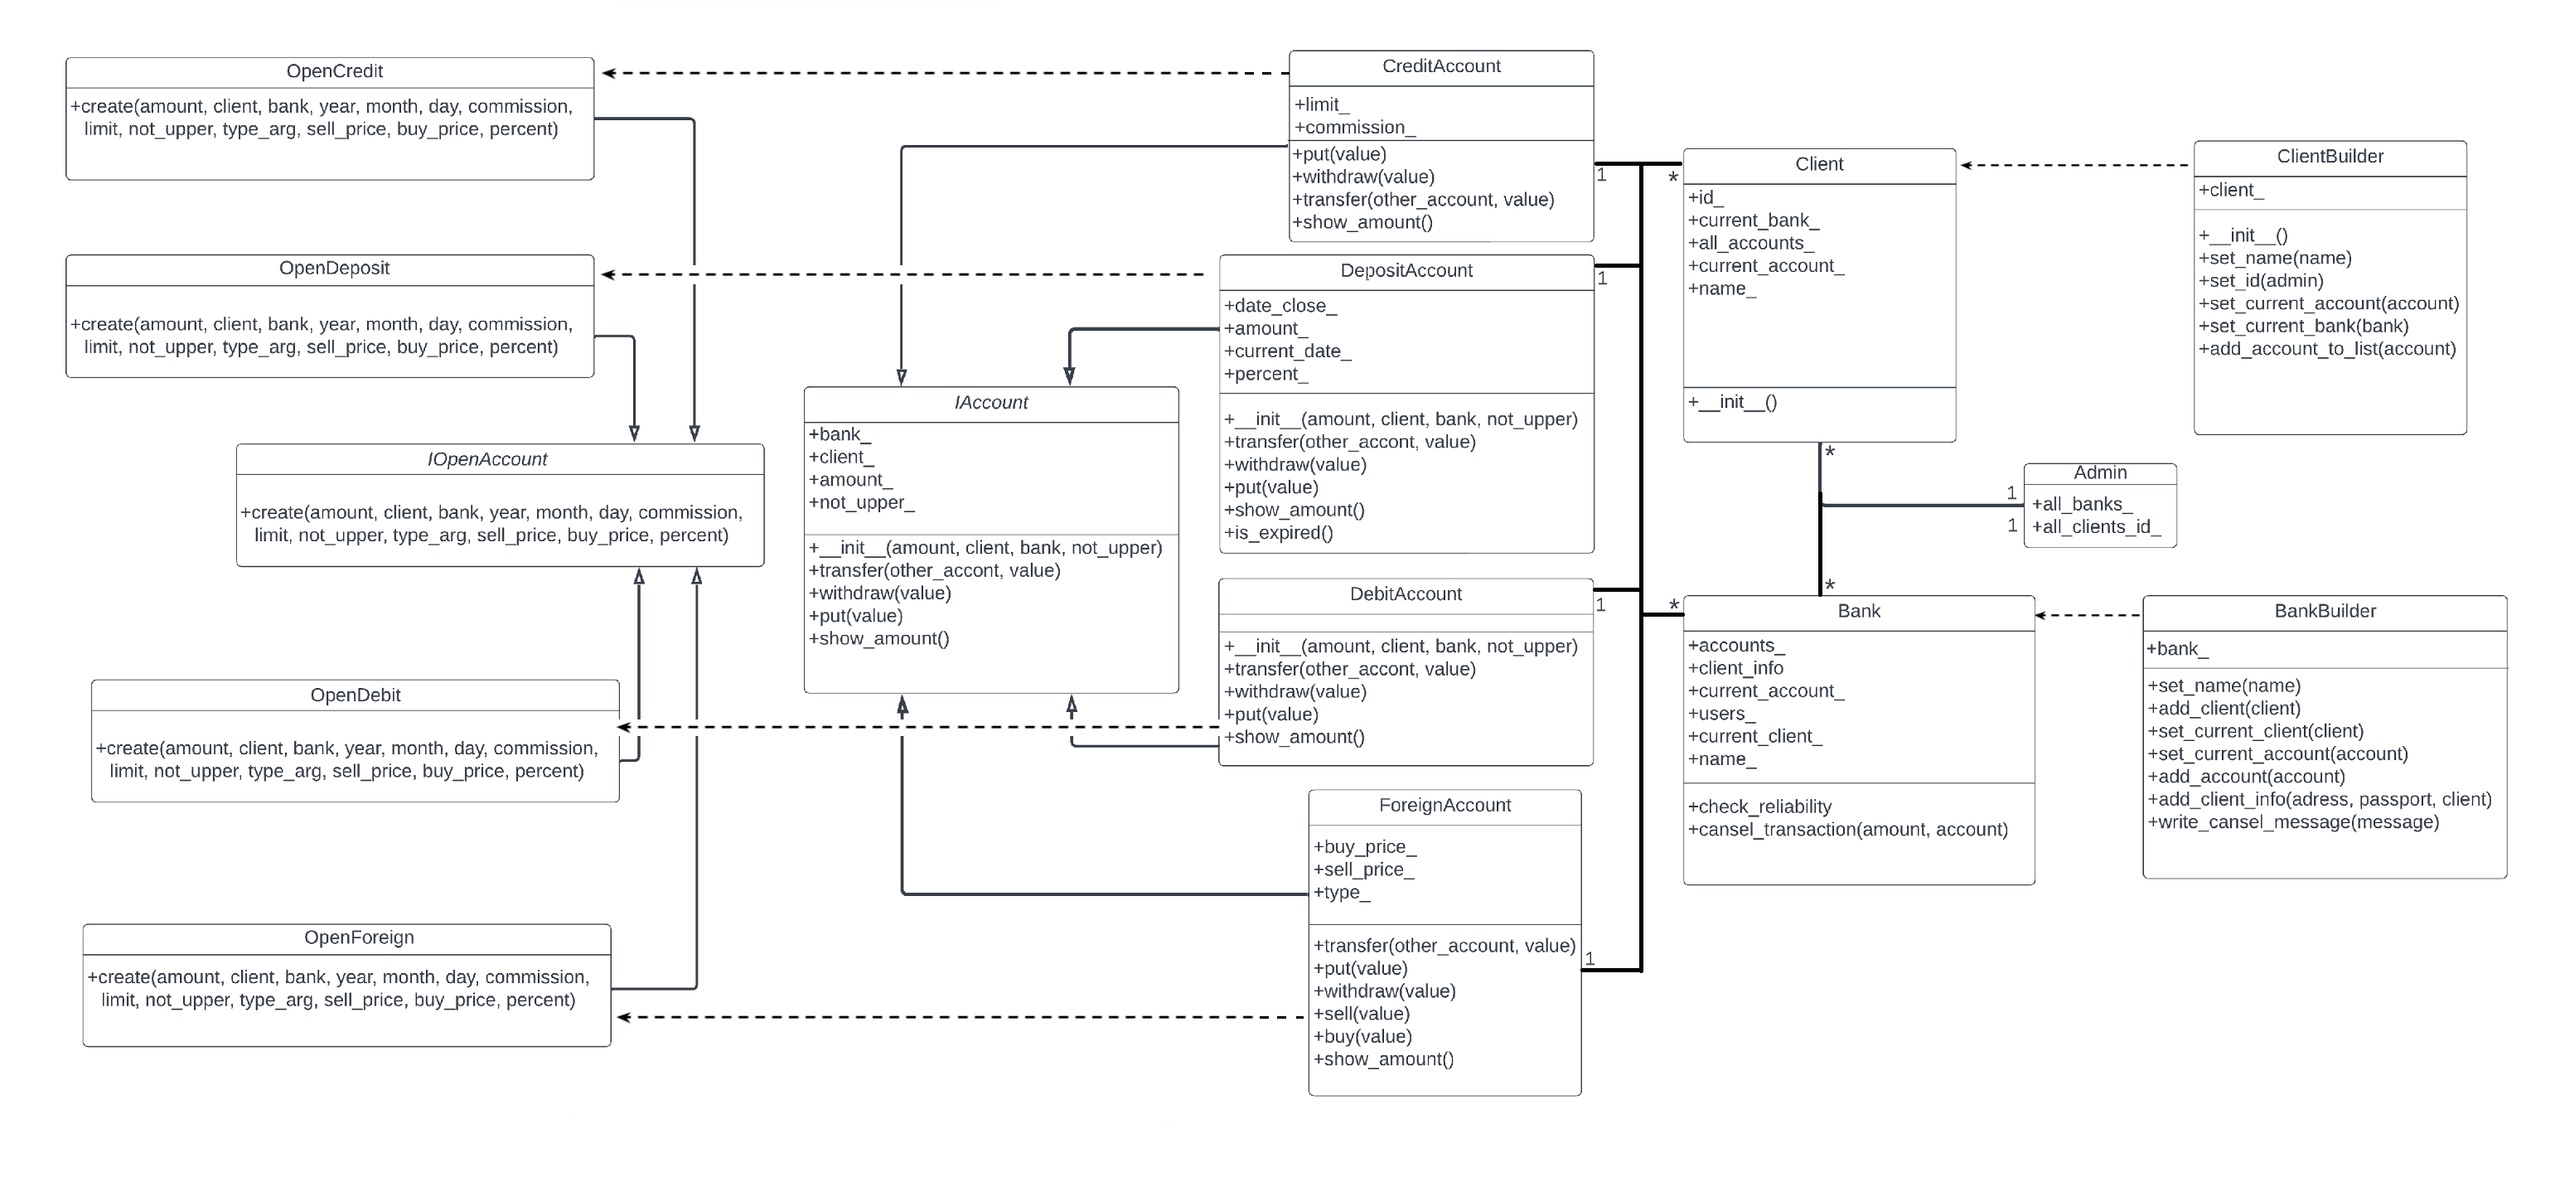 OpenCredit
+create(amount, client, bank, year, month, day, commission,
limit, not_upper, type_arg, sell_price, buy_price, percent)
OpenDeposit
+create(amount, client, bank, year, month, day, commission,
limit, not_upper, type_arg, sell_price, buy_price, percent)
IOpenAccount
+create(amount, client, bank, year, month, day, commission,
limit, not_upper, type_arg, sell_price, buy_price, percent)
OpenDebit
+create(amount, client, bank, year, month, day, commission,
limit, not_upper, type_arg, sell_price, buy_price, percent)
OpenForeign
+create(amount, client, bank, year, month, day, commission,
limit, not_upper, type_arg, sell_price, buy_price, percent)
IAccount
+bank_
+client_
+amount_
+not_upper_
+__init__(amount, client, bank, not_upper)
+transfer(other_accont, value)
+withdraw(value)
+put(value)
+show_amount()
CreditAccount
+limit_
+commission_
+put(value)
+withdraw(value)
+transfer(other_account, value)
+show_amount()
1
*
DepositAccount
+date_close_
+amount_
+current_date_
+percent_
+__init__(amount, client, bank, not_upper)
+transfer(other_accont, value)
+withdraw(value)
+put(value)
+show_amount()
+is_expired()
1
DebitAccount
+__init__(amount, client, bank, not_upper)
+transfer(other_accont, value)
+withdraw(value)
+put(value)
+show_amount()
1
*
ForeignAccount
+buy_price_
+sell_price_
+type_
+transfer(other_account, value)
+put(value)
+withdraw(value)
+sell(value)
+buy(value)
+show_amount()
1
Client
+id_
+current_bank_
+all_accounts_
+current_account_
+name_
+__init__()
*
*
Bank
+accounts_
+client_info
+current_account_
+users_
+current_client_
+name_
+check_reliability
+cansel_transaction(amount, account)
ClientBuilder
+client_
+__init__()
+set_name(name)
+set_id(admin)
+set_current_account(account)
+set_current_bank(bank)
+add_account_to_list(account)
Admin
+all_banks_
+all_clients_id_
1
1
BankBuilder
+bank_
+set_name(name)
+add_client(client)
+set_current_client(client)
+set_current_account(account)
+add_account(account)
+add_client_info(adress, passport, client)
+write_cansel_message(message)